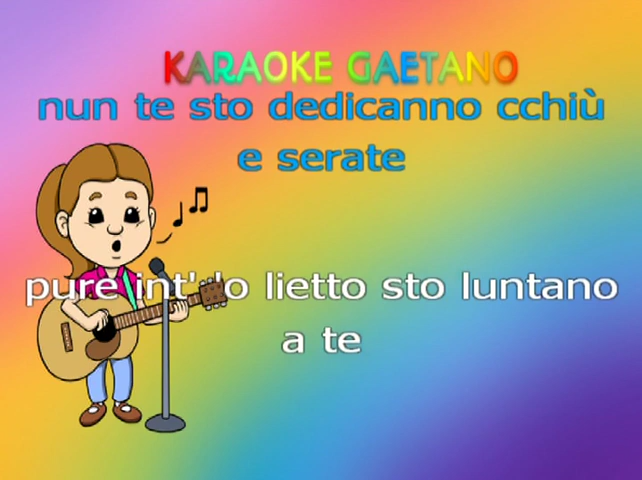 KARAOKE GAETANO
nun te sto dedicanno cchiù
e serate
pure int' 'o lietto sto luntano
a te